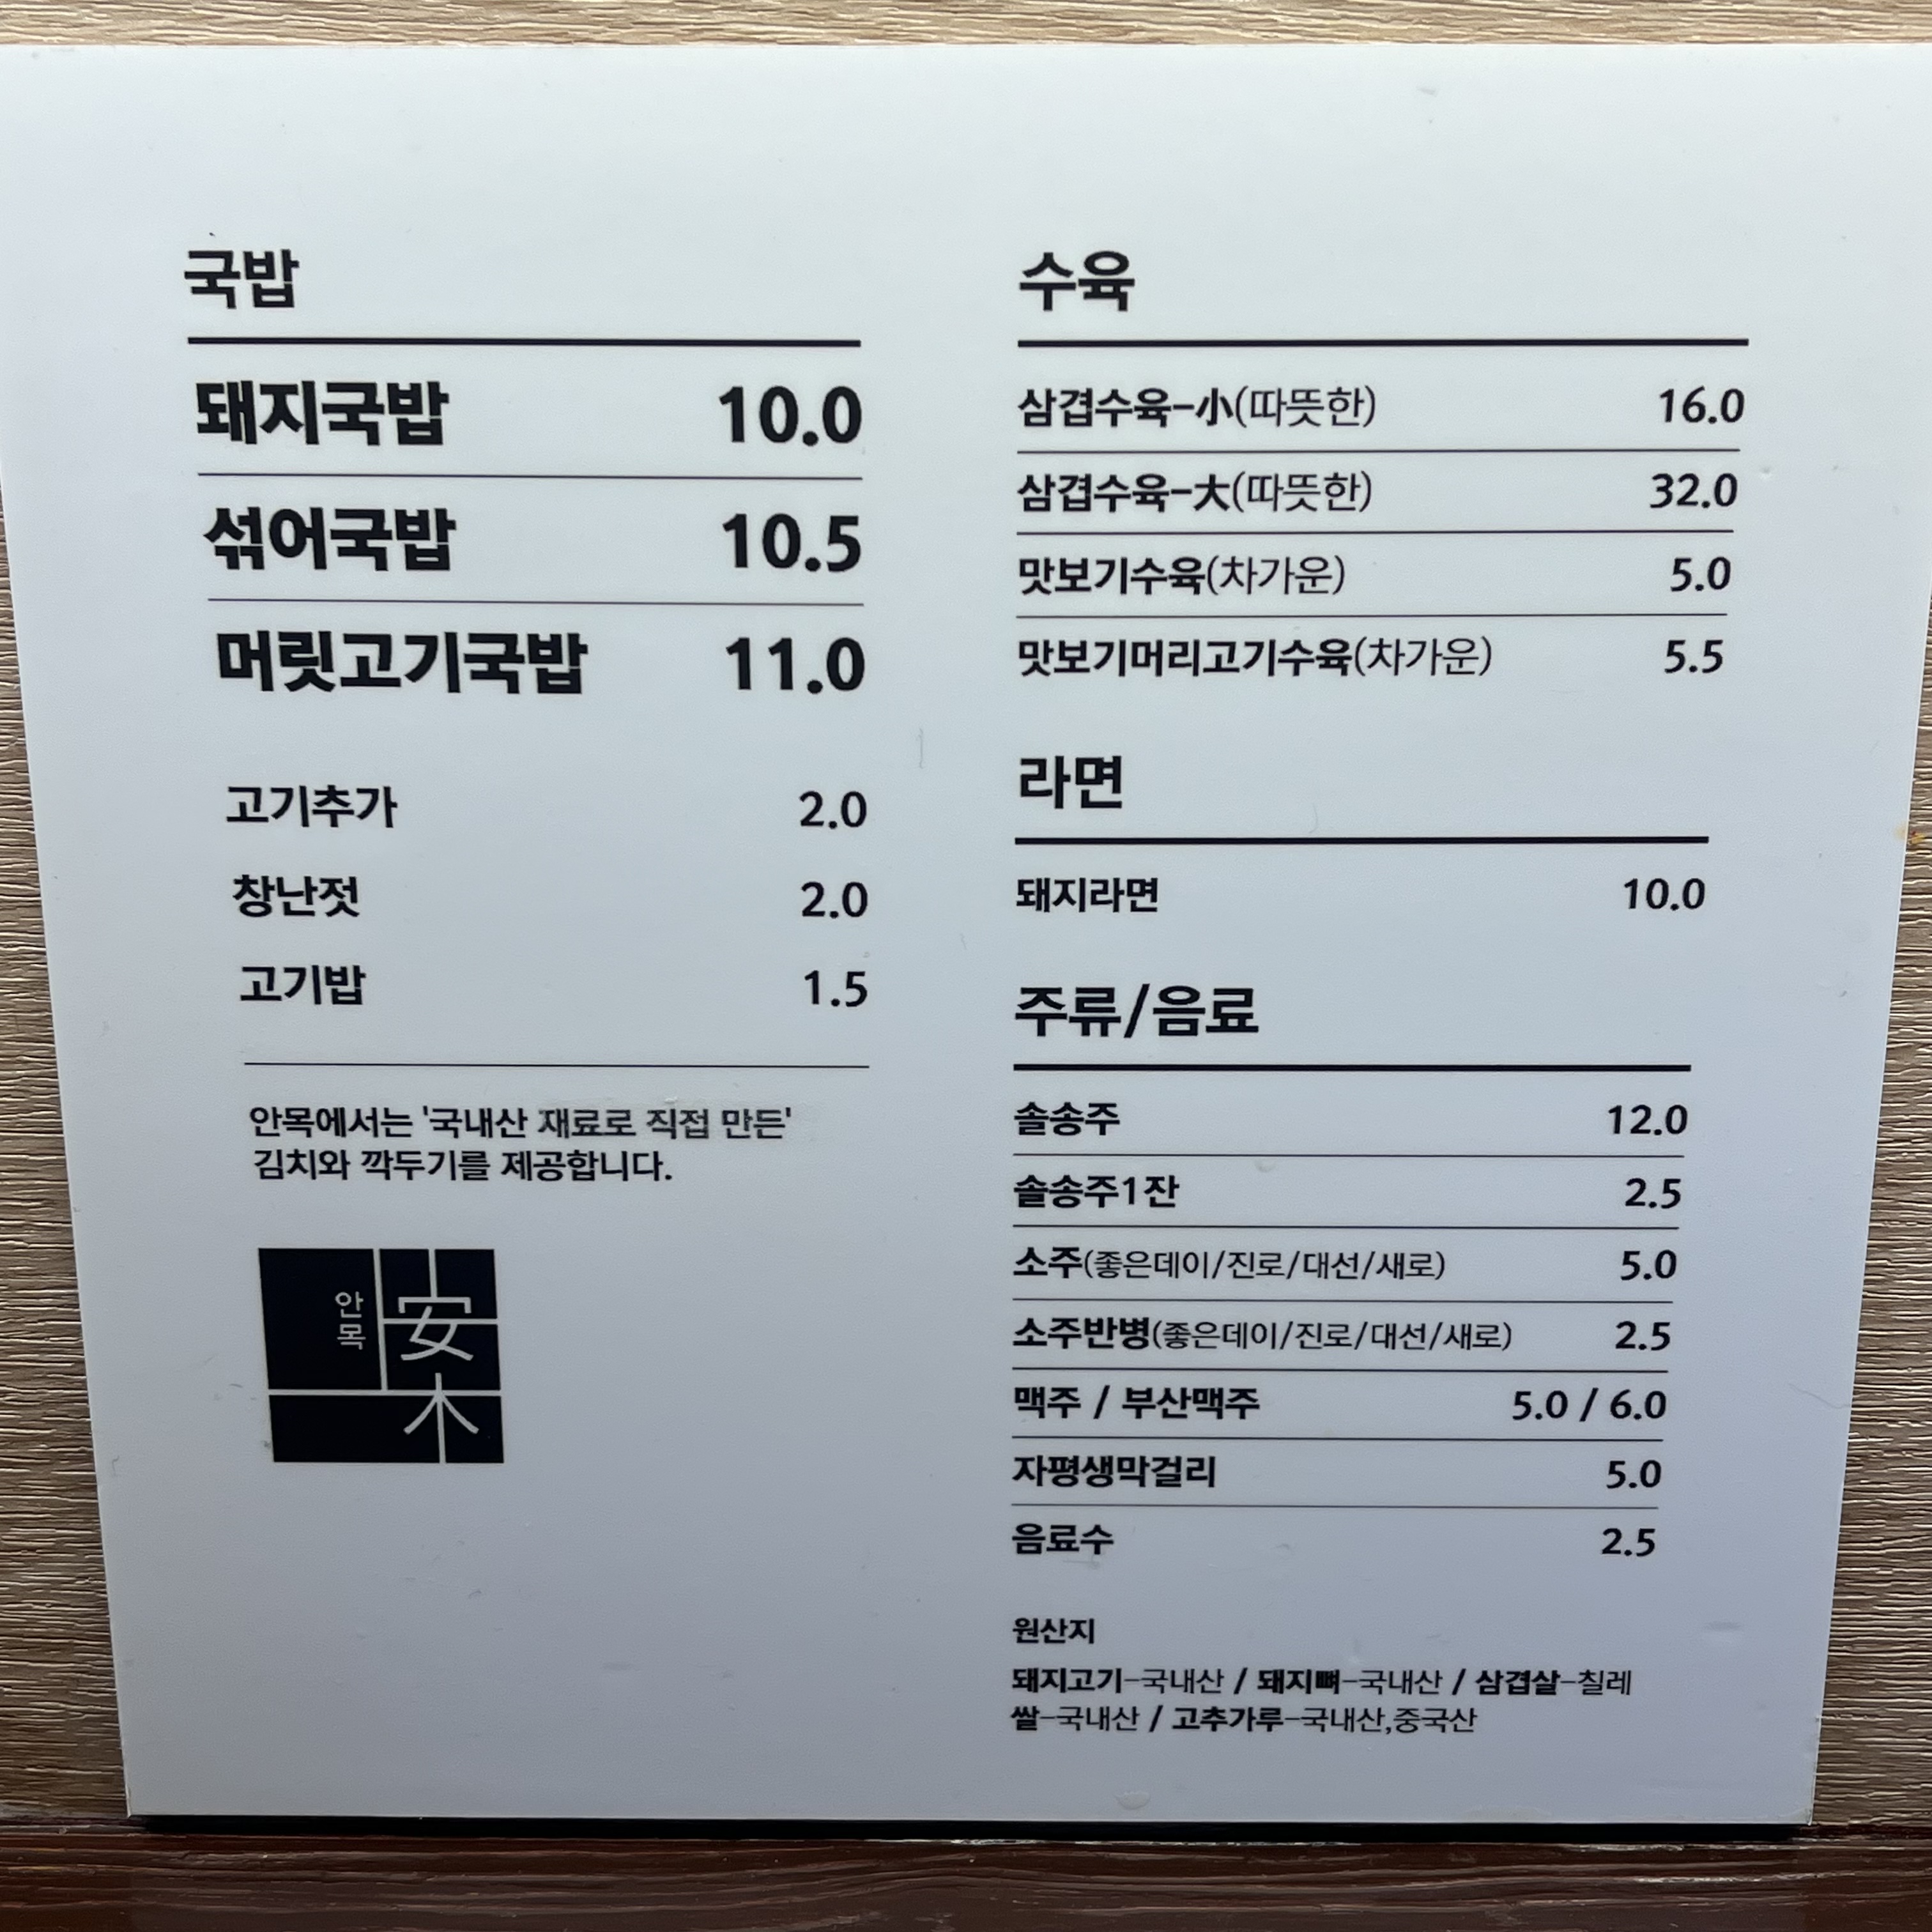 국밥
돼지국밥 10.0
섞어국밥 10.5
머릿고기국밥 11.0
고기추가 2.0
창난젓 2.0
고기밥 1.5
안목에서는 '국내산 재료로 직접 만든'
김치와 깍두기를 제공합니다.
안목
安木
수육
삼겹수육-小(따뜻한) 16.0
삼겹수육-大(따뜻한) 32.0
맛보기수육(차가운) 5.0
맛보기머리고기수육(차가운) 5.5
라면
돼지라면 10.0
주류/음료
솔송주 12.0
솔송주1잔 2.5
소주(좋은데이/진로/대선/새로) 5.0
소주반병(좋은데이/진로/대선/새로) 2.5
맥주 / 부산맥주 5.0 / 6.0
자평생막걸리 5.0
음료수 2.5
원산지
돼지고기-국내산 / 돼지뼈-국내산 / 삼겹살-칠레
쌀-국내산 / 고추가루-국내산,중국산